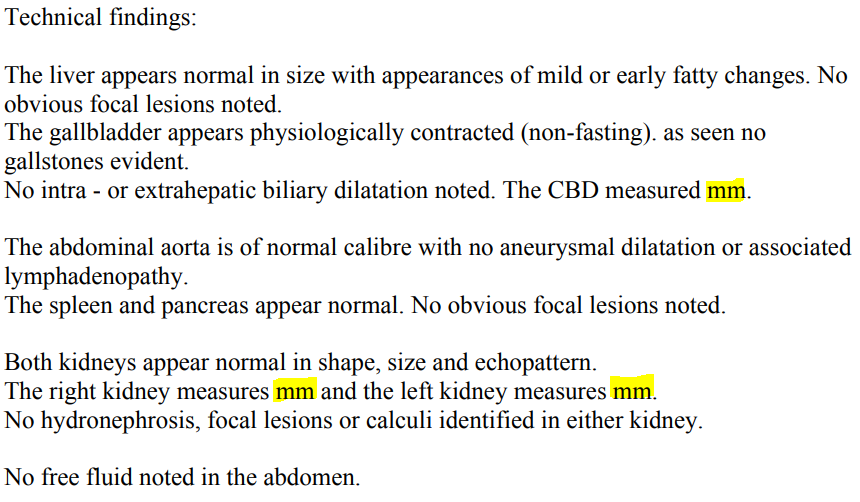 Technical findings:
The liver appears normal in size with appearances of mild or early fatty changes. No
obvious focal lesions noted.
The gallbladder appears physiologically contracted (non-fasting). as seen no
gallstones evident.
No intra - or extrahepatic biliary dilatation noted. The CBD measured mm.
The abdominal aorta is of normal calibre with no aneurysmal dilatation or associated
lymphadenopathy.
The spleen and pancreas appear normal. No obvious focal lesions noted.
Both kidneys appear normal in shape, size and echopattern.
The right kidney measures mm and the left kidney measures mm.
No hydronephrosis, focal lesions or calculi identified in either kidney.
No free fluid noted in the abdomen.